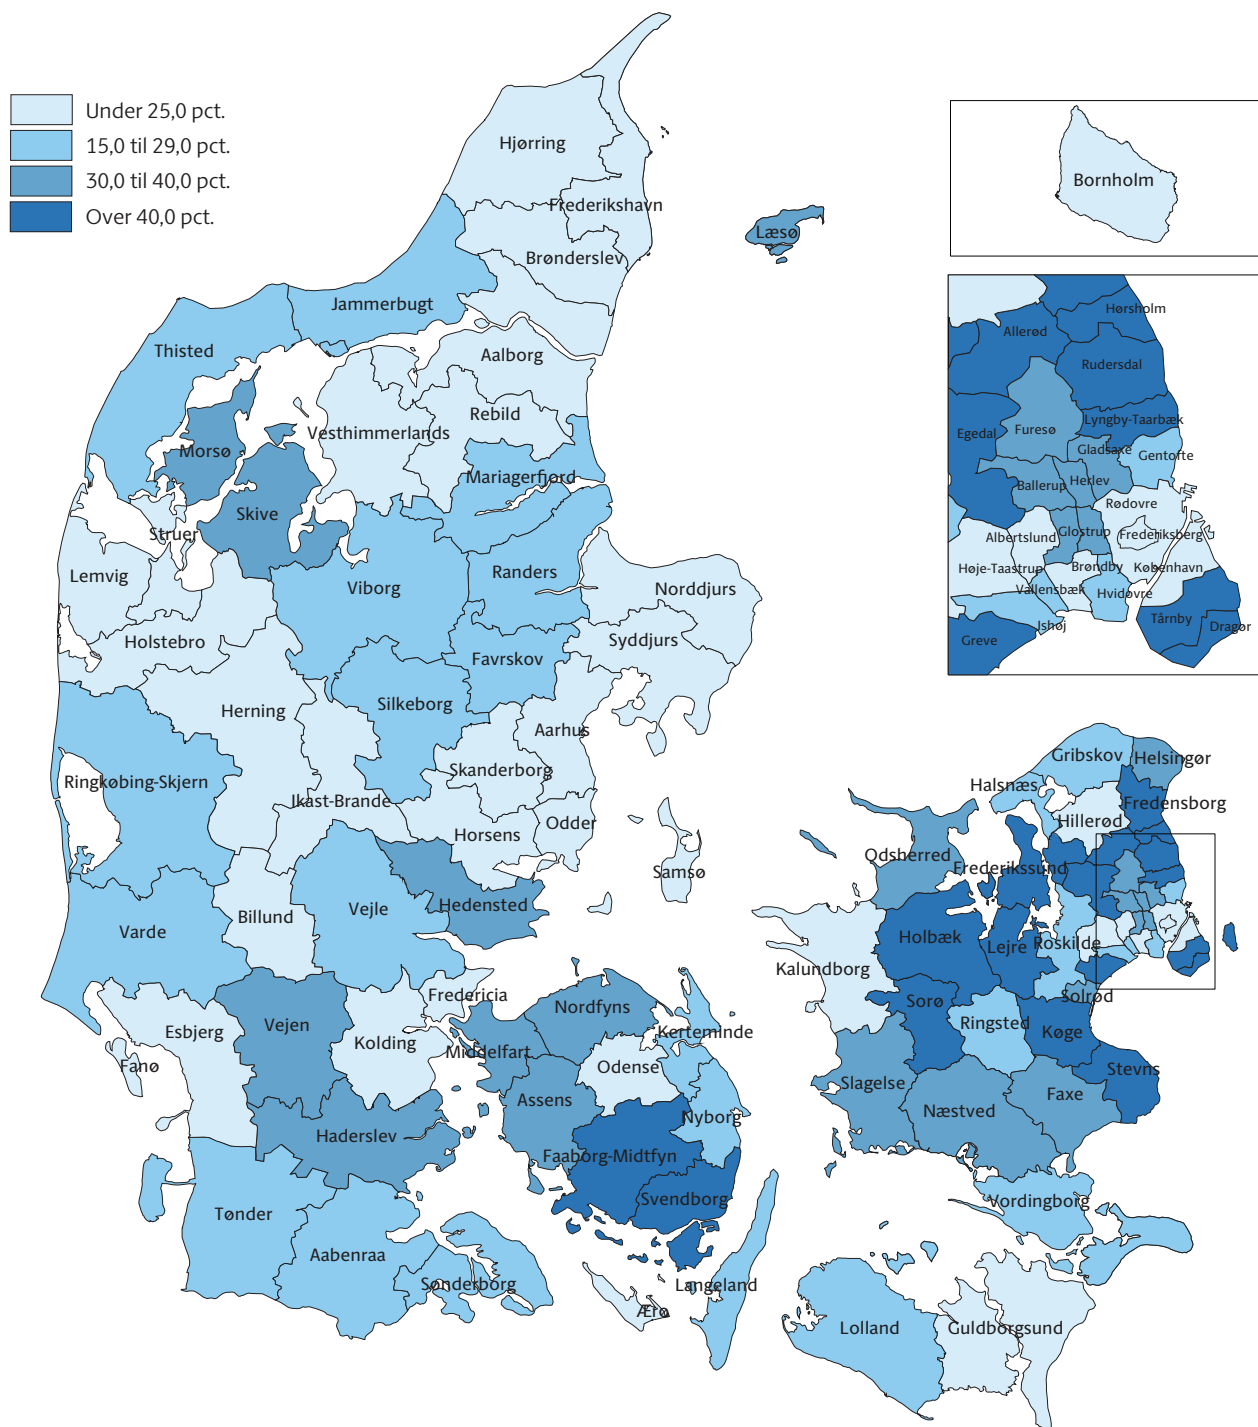 Under 25,0 pct.
15,0 til 29,0 pct.
30,0 til 40,0 pct.
Over 40,0 pct.
Hjørring
Frederikshavn
Brønderslev
Læsø
Jammerbugt
Thisted
Aalborg
Rebild
Vesthimmerlands
Morsø
Mariagerfjord
Skive
Struer
Lemvig
Viborg
Randers
Norddjurs
Holstebro
Syddjurs
Favrskov
Silkeborg
Herning
Aarhus
Skanderborg
Ringkøbing-Skjern
Ikast-Brande
Horsens
Odder
Samsø
Hedensted
Billund
Vejle
Varde
Fredericia
Vejen
Esbjerg
Kolding
Fanø
Haderslev
Tønder
Aabenraa
Sønderborg
Nordfyns
Kerteminde
Middelfart
Odense
Assens
Nyborg
Faaborg-Midtfyn
Svendborg
Langeland
Ærø
Bornholm
Hørsholm
Allerød
Rudersdal
Lyngby-Taarbæk
Egedal
Furesø
Gladsaxe
Gentofte
Ballerup
Herlev
Rødovre
Albertslund
Glostrup
Frederiksberg
Høje-Taastrup
Brøndby
København
Vallensbæk
Hvidovre
Tårnby
Dragør
Ishøj
Greve
Gribskov
Helsingør
Halsnæs
Fredensborg
Hillerød
Odsherred
Frederikssund
Holbæk
Lejre
Roskilde
Kalundborg
Solrød
Sorø
Ringsted
Køge
Stevns
Slagelse
Næstved
Faxe
Vordingborg
Lolland
Guldborgsund